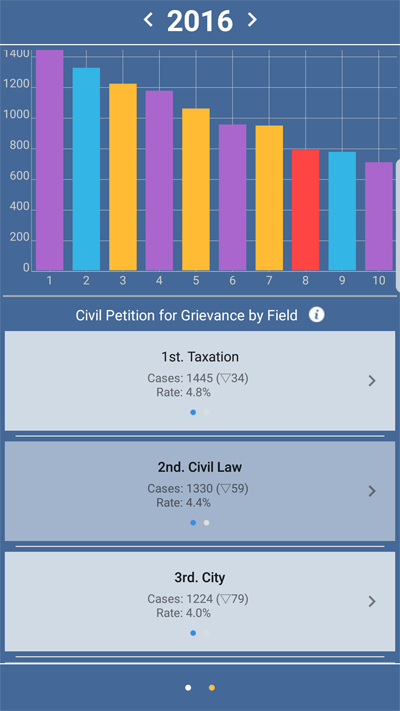 2016
1400
1200
1000
800
600
400
200
0
1 2 3 4 5 6 7 8 9 10
Civil Petition for Grievance by Field
1st. Taxation
Cases: 1445 (▽34)
Rate: 4.8%
2nd. Civil Law
Cases: 1330 (▽59)
Rate: 4.4%
3rd. City
Cases: 1224 (▽79)
Rate: 4.0%